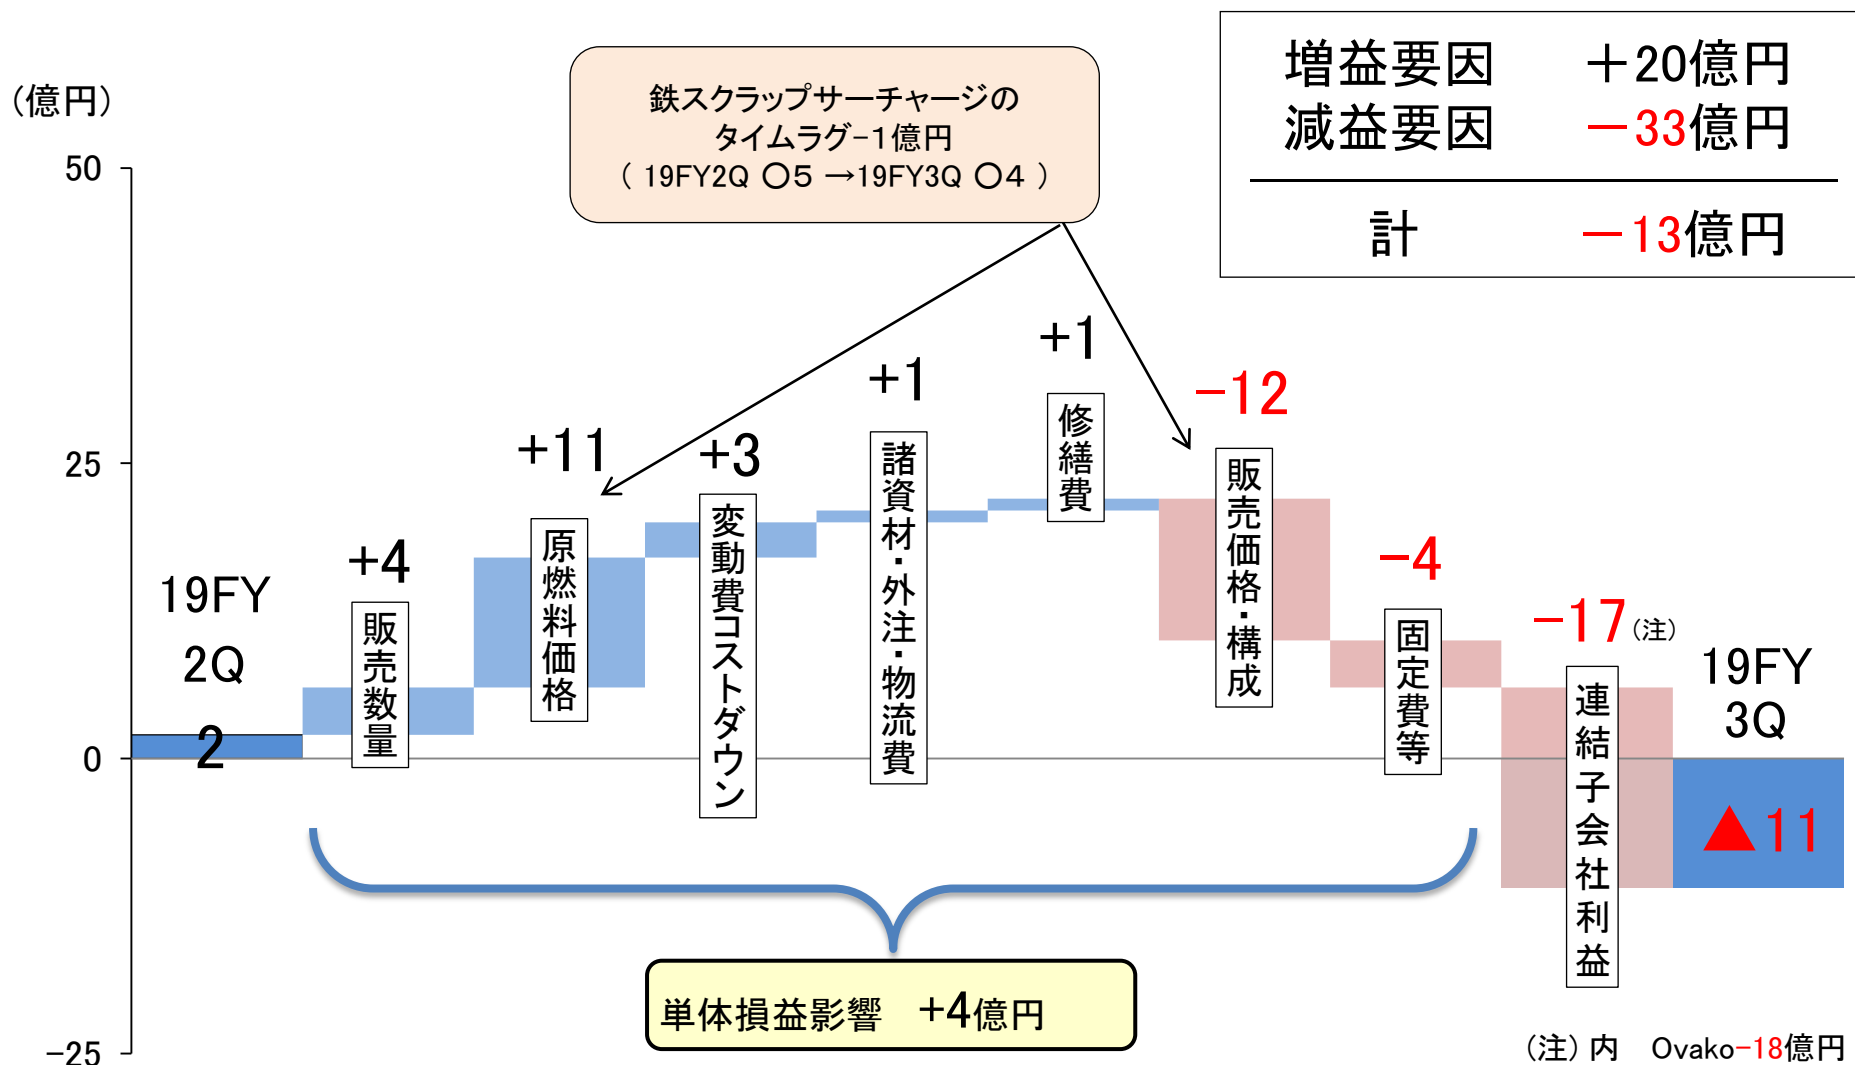 増益要因 ＋20億円
減益要因 －33億円
計 －13億円
(億円)
鉄スクラップサーチャージの
タイムラグ-１億円
( 19FY2Q ○５ →19FY3Q ○４ )
50
25
0
-25
19FY
2Q
2
+4
販売数量
+11
原燃料価格
+3
変動費コストダウン
+1
諸資材・外注・物流費
+1
修繕費
-12
販売価格・構成
-4
固定費等
-17(注)
連結子会社利益
19FY
3Q
▲11
単体損益影響 +4億円
(注) 内 Ovako-18億円